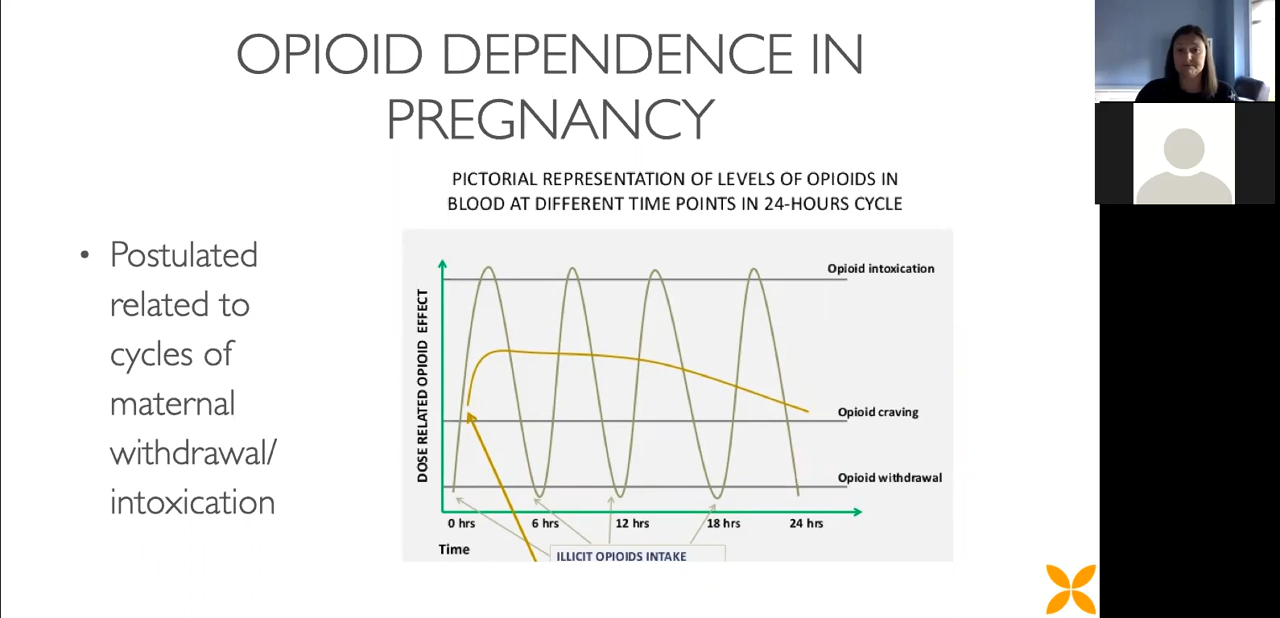 OPIOID DEPENDENCE IN
PREGNANCY
PICTORIAL REPRESENTATION OF LEVELS OF OPIOIDS IN
BLOOD AT DIFFERENT TIME POINTS IN 24-HOURS CYCLE
• Postulated
related to
cycles of
maternal
withdrawal/
intoxication
DOSE RELATED OPIOID EFFECT
Opioid intoxication
Opioid craving
Opioid withdrawal
0 hrs 6 hrs 12 hrs 18 hrs 24 hrs
Time
ILLICIT OPIOIDS INTAKE